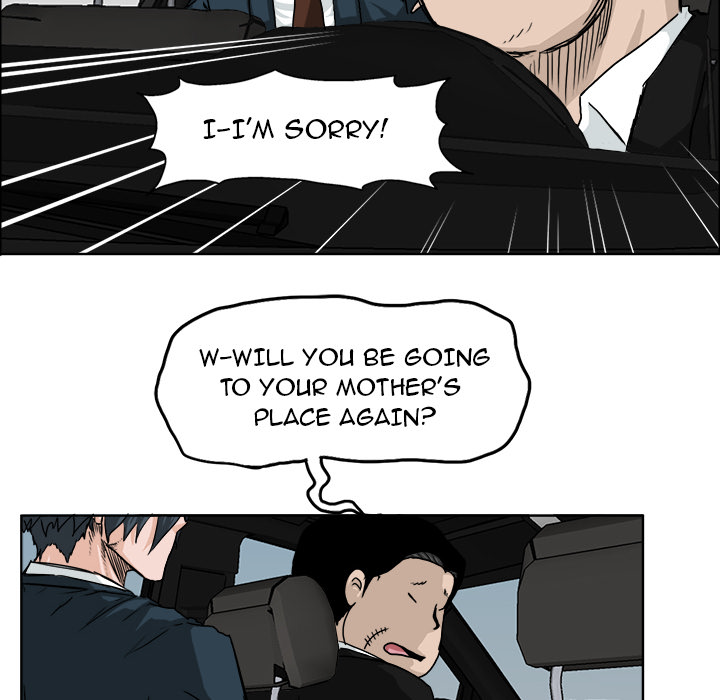 I-I'M SORRY!
W-WILL YOU BE GOING
TO YOUR MOTHER'S
PLACE AGAIN?